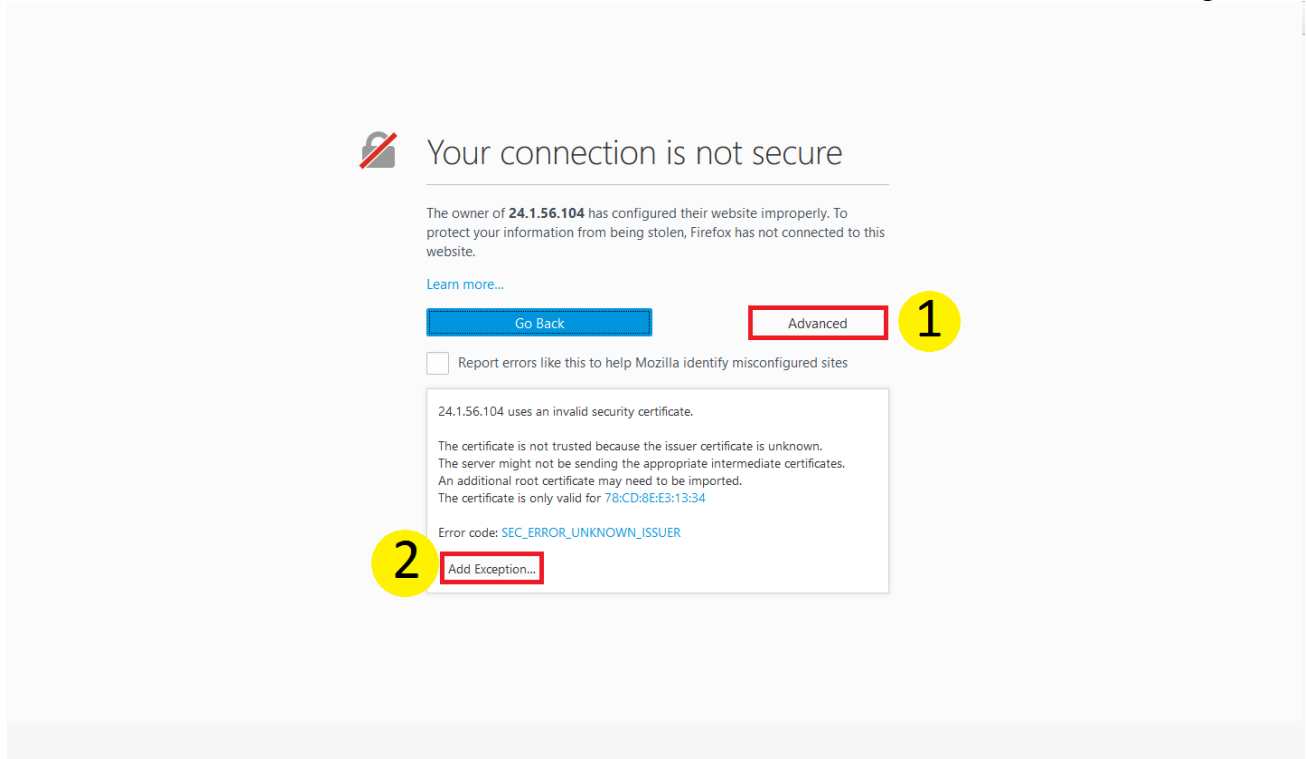 Your connection is not secure
The owner of 24.1.56.104 has configured their website improperly. To
protect your information from being stolen, Firefox has not connected to this
website.
Learn more...
Go Back
Advanced
1
Report errors like this to help Mozilla identify misconfigured sites
24.1.56.104 uses an invalid security certificate.
The certificate is not trusted because the issuer certificate is unknown.
The server might not be sending the appropriate intermediate certificates.
An additional root certificate may need to be imported.
The certificate is only valid for 78:CD:8E:E3:13:34
Error code: SEC_ERROR_UNKNOWN_ISSUER
2
Add Exception...